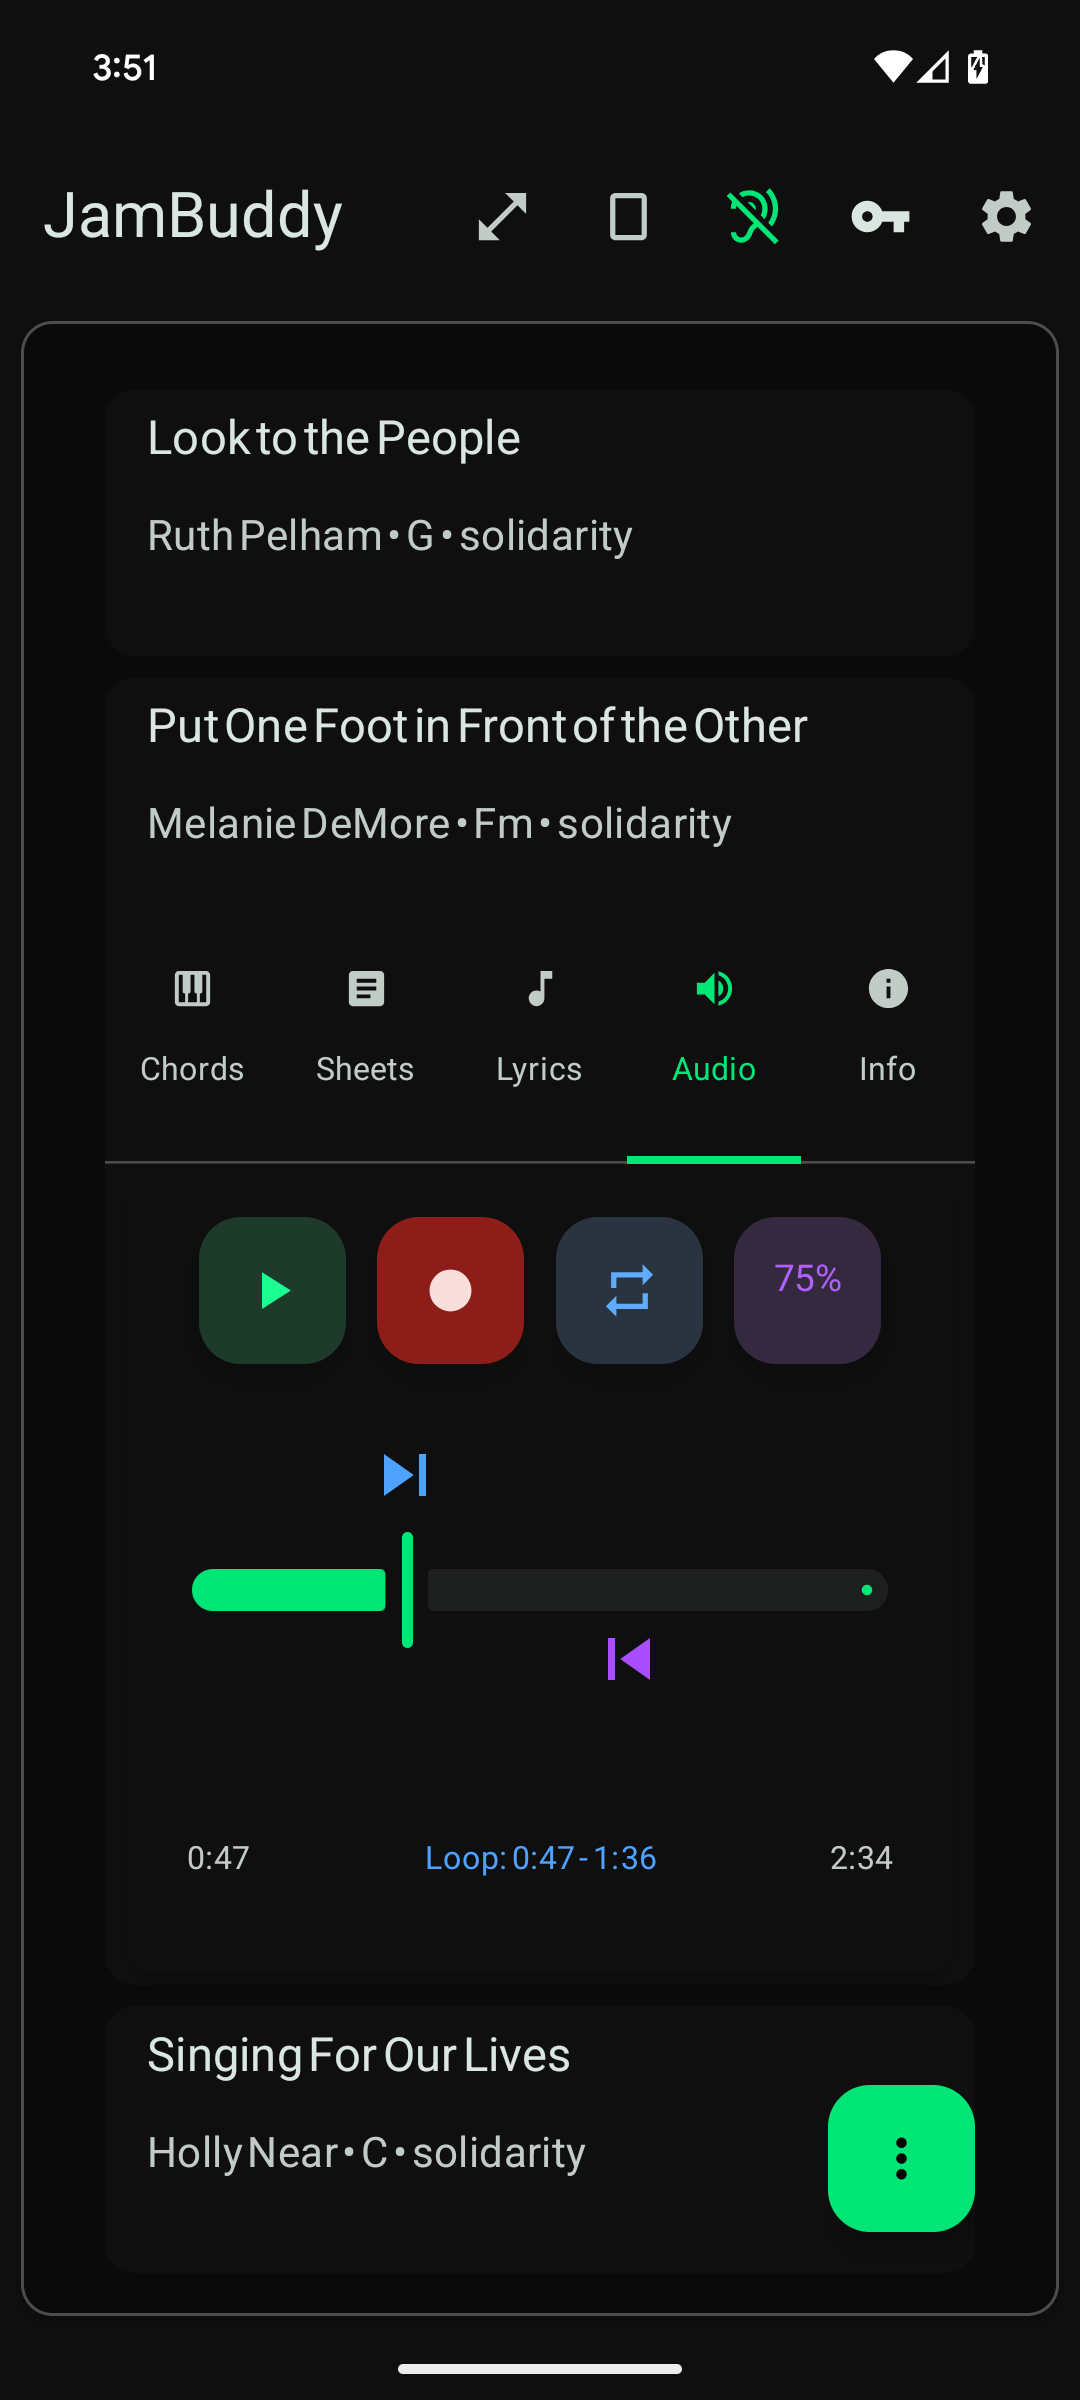 3:51
JamBuddy
Look to the People
Ruth Pelham • G • solidarity
Put One Foot in Front of the Other
Melanie DeMore • Fm • solidarity
Chords Sheets Lyrics Audio Info
75%
0:47 Loop: 0:47 - 1:36 2:34
Singing For Our Lives
Holly Near • C • solidarity